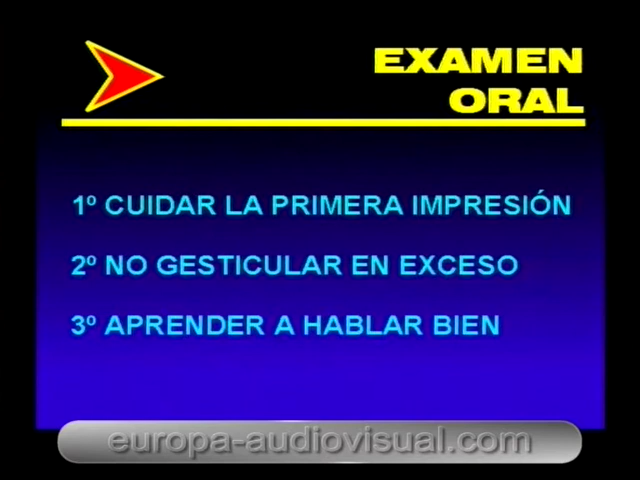 EXAMEN
ORAL
1º CUIDAR LA PRIMERA IMPRESIÓN
2º NO GESTICULAR EN EXCESO
3º APRENDER A HABLAR BIEN
europa-audiovisual.com